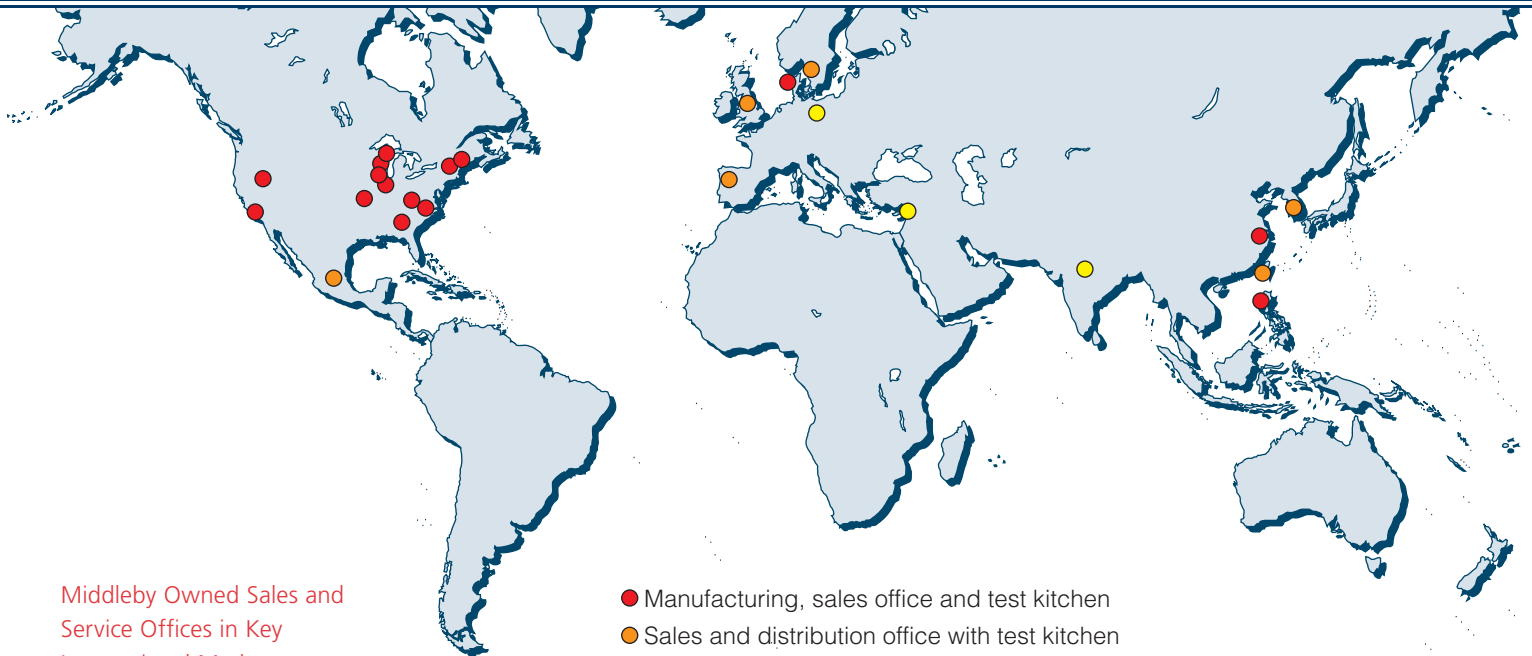 Middleby Owned Sales and
Service Offices in Key
Manufacturing, sales office and test kitchen
Sales and distribution office with test kitchen